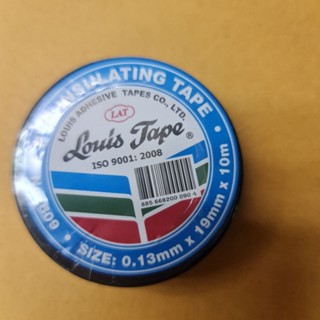 INSULATING TAPE
LOUIS ADHESIVE TAPES CO., LTD.
LAT
Louis Tape ®
ISO 9001: 2008
885 668200 090 4
SIZE: 0.13mm x 19mm x 10m